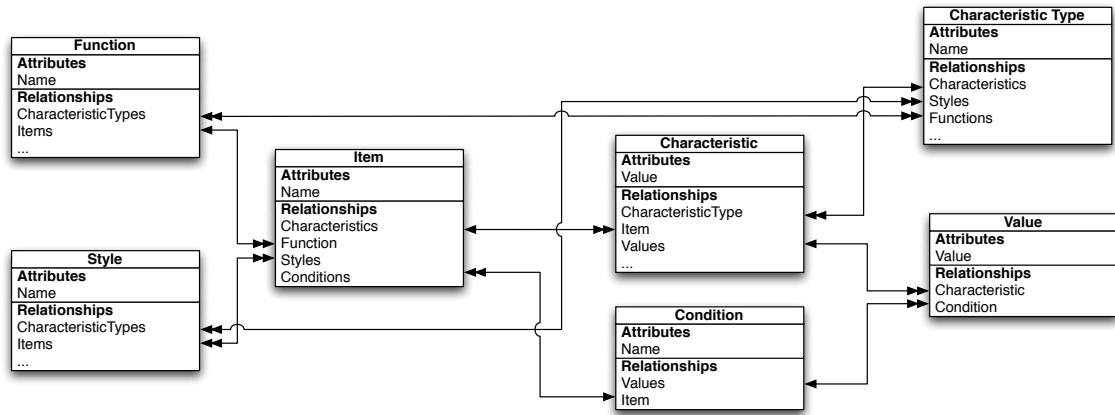 Function
Attributes
Name
Relationships
CharacteristicTypes
Items
...
Style
Attributes
Name
Relationships
CharacteristicTypes
Items
...
Item
Attributes
Name
Relationships
Characteristics
Function
Styles
Conditions
Characteristic
Attributes
Value
Relationships
CharacteristicType
Item
Values
...
Condition
Attributes
Name
Relationships
Values
Item
Characteristic Type
Attributes
Name
Relationships
Characteristics
Styles
Functions
...
Value
Attributes
Value
Relationships
Characteristic
Condition